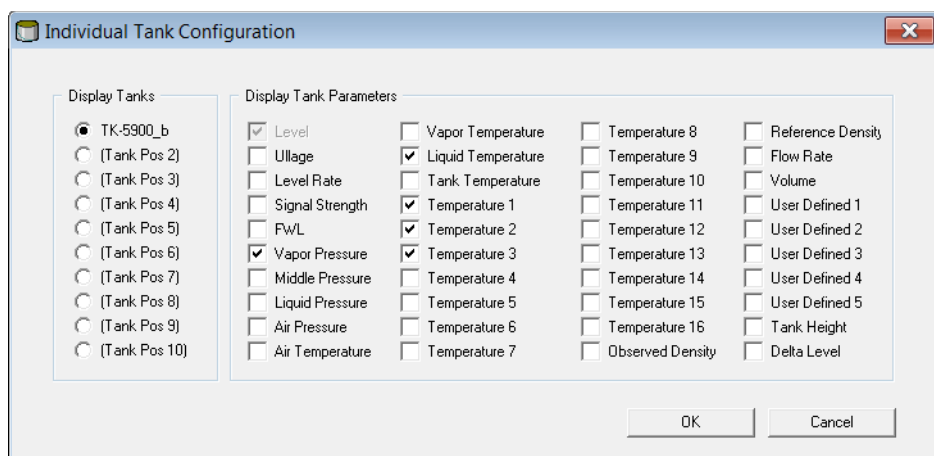 Individual Tank Configuration
Display Tanks
TK-5900_b
(Tank Pos 2)
(Tank Pos 3)
(Tank Pos 4)
(Tank Pos 5)
(Tank Pos 6)
(Tank Pos 7)
(Tank Pos 8)
(Tank Pos 9)
(Tank Pos 10)
Display Tank Parameters
Level
Ullage
Level Rate
Signal Strength
FWL
Vapor Pressure
Middle Pressure
Liquid Pressure
Air Pressure
Air Temperature
Vapor Temperature
Liquid Temperature
Tank Temperature
Temperature 1
Temperature 2
Temperature 3
Temperature 4
Temperature 5
Temperature 6
Temperature 7
Temperature 8
Temperature 9
Temperature 10
Temperature 11
Temperature 12
Temperature 13
Temperature 14
Temperature 15
Temperature 16
Observed Density
Reference Density
Flow Rate
Volume
User Defined 1
User Defined 2
User Defined 3
User Defined 4
User Defined 5
Tank Height
Delta Level
OK
Cancel